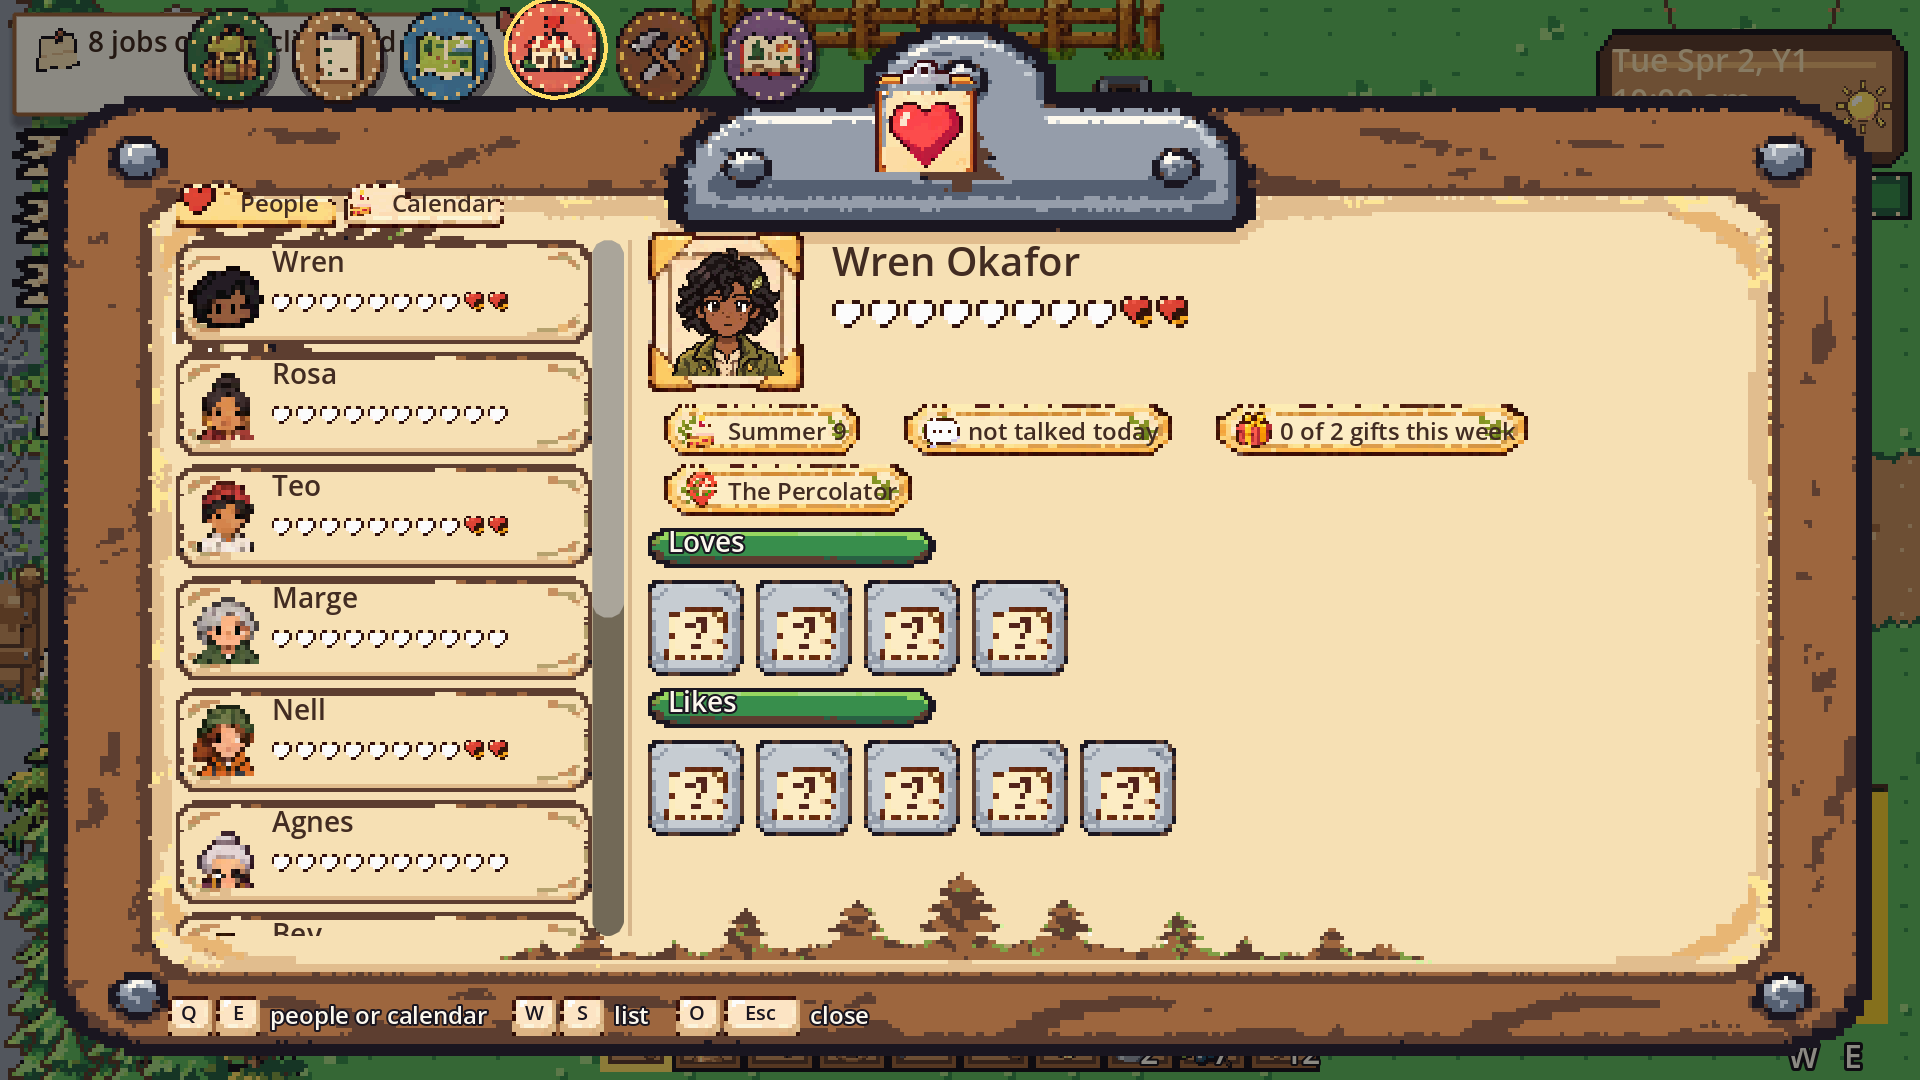 8 jobs
Tue Spr 2, Y1
People
Calendar
Wren
Rosa
Teo
Marge
Nell
Agnes
Bev
Wren Okafor
Summer 9
not talked today
0 of 2 gifts this week
The Percolator
Loves
? ? ? ?
Likes
? ? ? ? ?
Q E people or calendar W S list O Esc close
W E